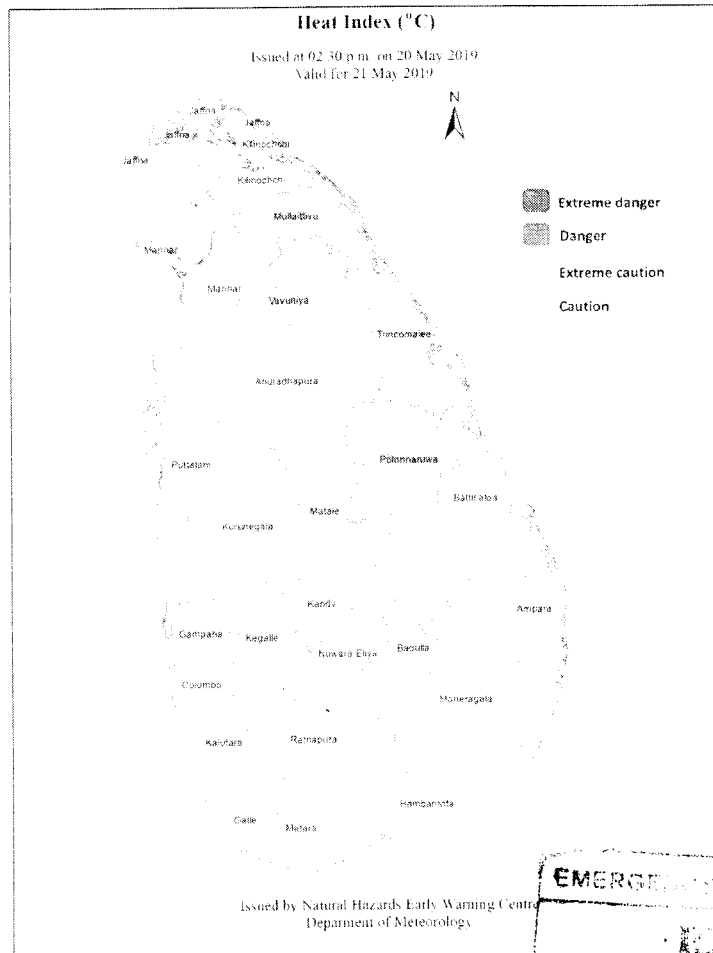 Heat Index (°C)
Issued at 02.30 p.m. on 20 May 2019
Valid for 21 May 2019
N
Jaffna
Jaffna
Jaffna
Kilinochchi
Jaffna
Kilinochchi
Mullaitivu
Extreme danger
Danger
Mannar
Extreme caution
Mannar
Vavuniya
Caution
Trincomalee
Anuradhapura
Polonnaruwa
Puttalam
Batticaloa
Matale
Kurunegala
Kandy
Ampara
Gampaha
Kegalle
Nuwara Eliya
Badulla
Colombo
Moneragala
Kalutara
Ratnapura
Hambantota
Galle
Matara
Issued by Natural Hazards Early Warning Centre
Deparment of Meteorology